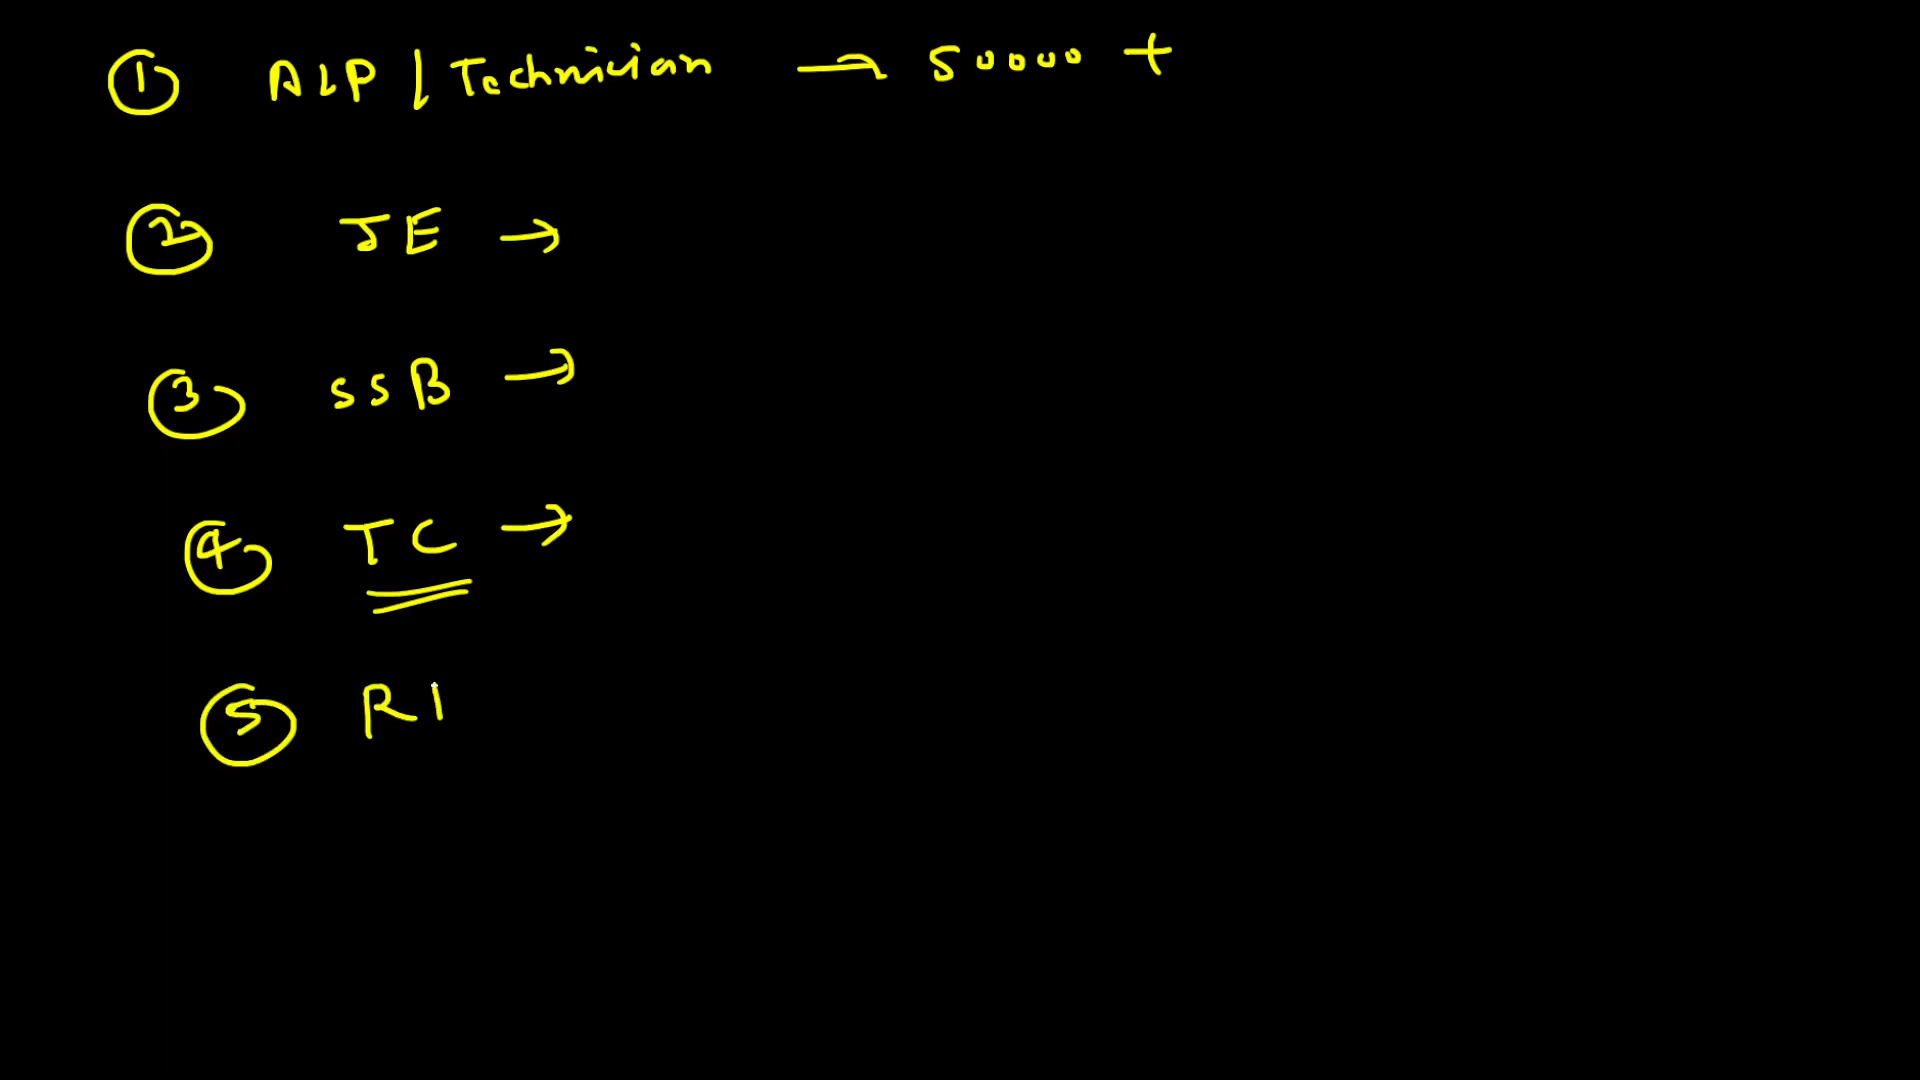 ① ALP | Technician → 50000 +
② JE →
③ SSB →
④ TC →
⑤ RI